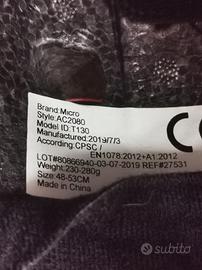 Brand:Micro
Style:AC2080
Model ID:T130
Manufactured:2019/7/3
According:CPSC /
EN1078:2012+A1:2012
LOT#80866940-03-07-2019 REF#27531
Weight:230-280g
Size:48-53CM
Made in China
CE
subito